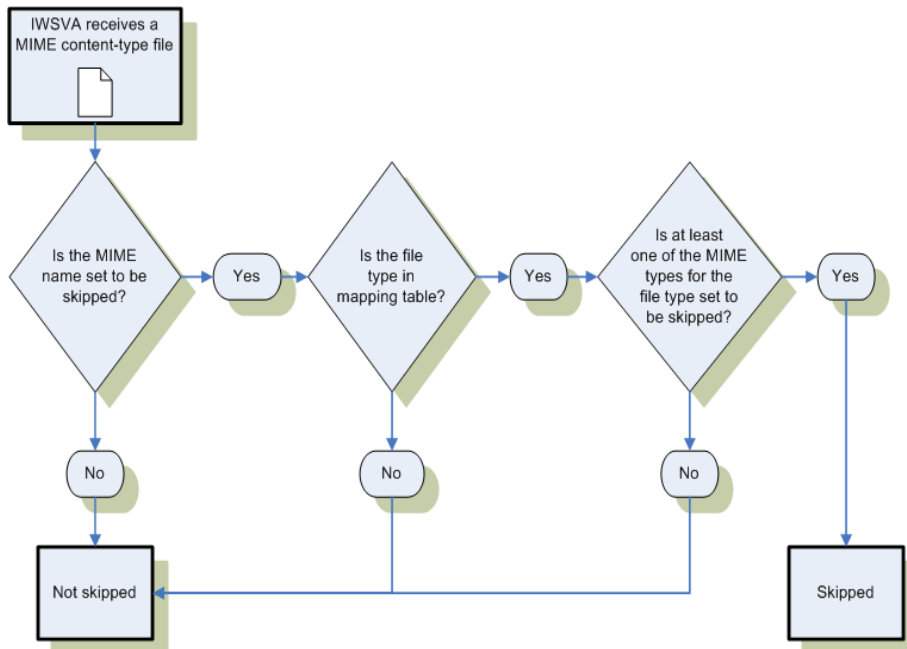 IWSVA receives a
MIME content-type file
Is the MIME
name set to be
skipped?
Yes
Is the file
type in
mapping table?
Yes
Is at least
one of the MIME
types for the
file type set to
be skipped?
Yes
No
No
No
Not skipped
Skipped